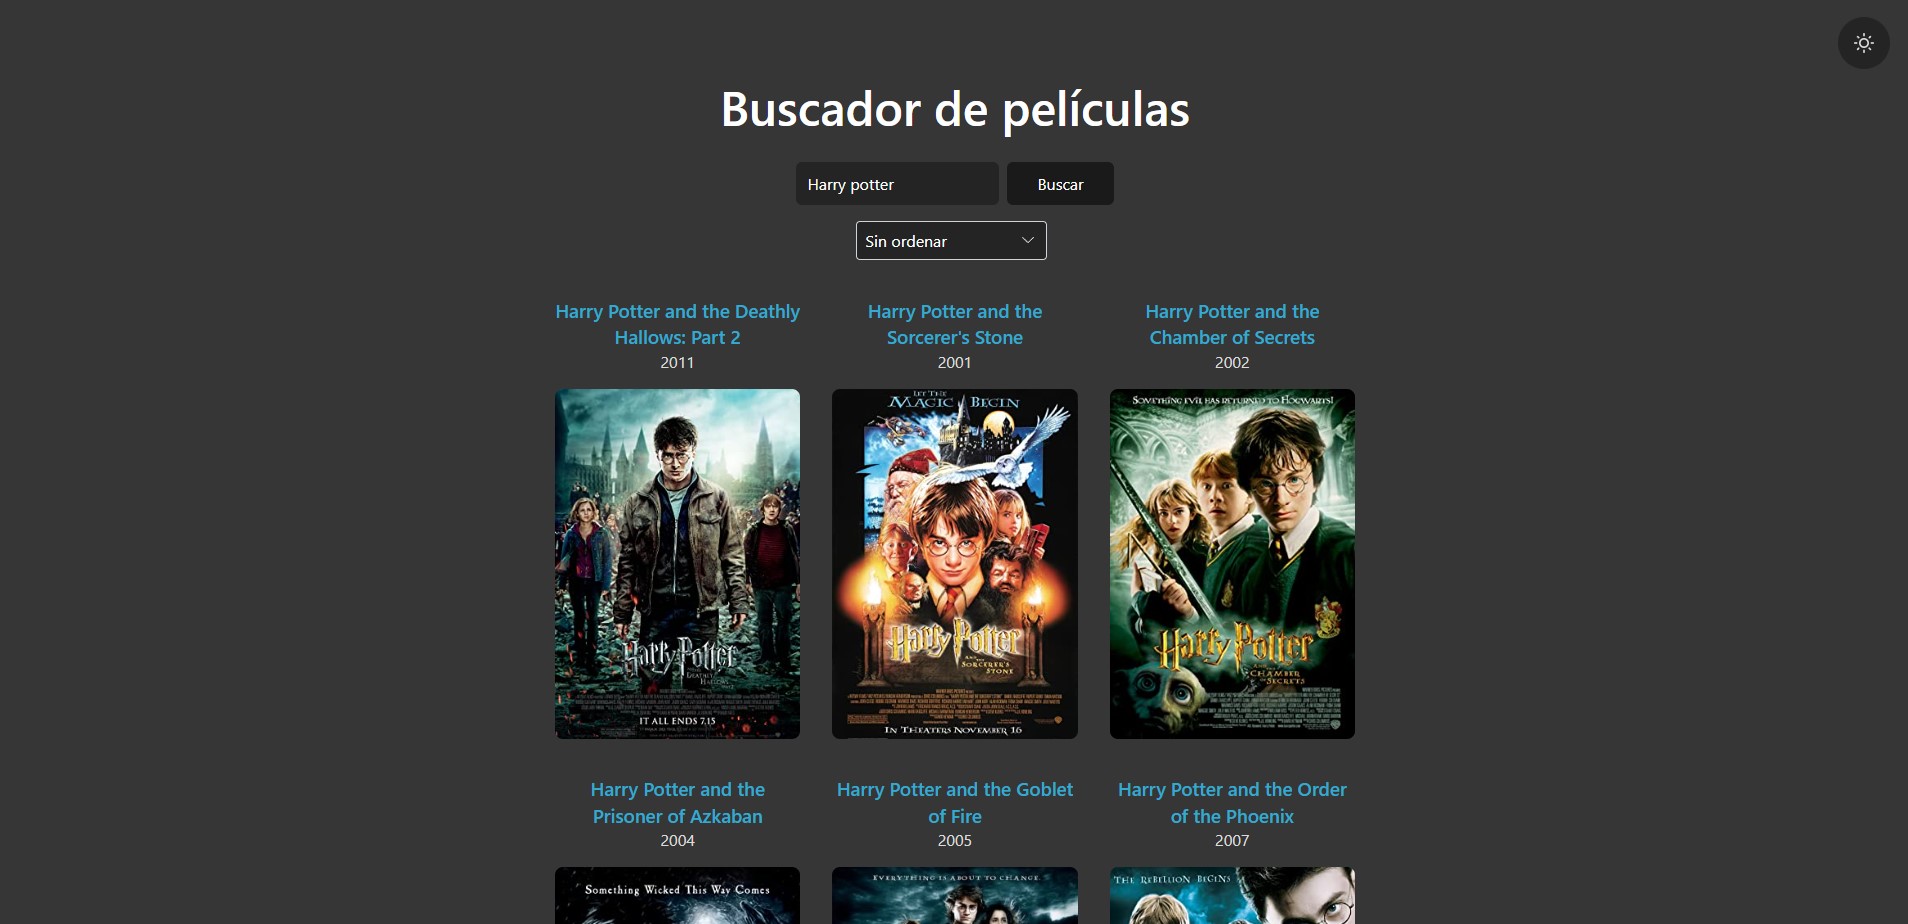 Buscador de películas
Harry potter
Buscar
Sin ordenar
Harry Potter and the Deathly
Hallows: Part 2
2011
Harry Potter and the
Sorcerer's Stone
2001
Harry Potter and the
Chamber of Secrets
2002
Harry Potter
AND THE
DEATHLY
HALLOWS
IT ALL ENDS 7.15
LET THE
MAGIC BEGIN
Harry Potter
AND THE
SORCERER'S
STONE
IN THEATERS NOVEMBER 16
SOMETHING EVIL HAS RETURNED TO HOGWARTS!
Harry Potter
AND THE
CHAMBER
OF SECRETS
Harry Potter and the
Prisoner of Azkaban
2004
Harry Potter and the Goblet
of Fire
2005
Harry Potter and the Order
of the Phoenix
2007
Something Wicked This Way Comes
EVERYTHING IS ABOUT TO CHANGE.
THE REBELLION BEGINS